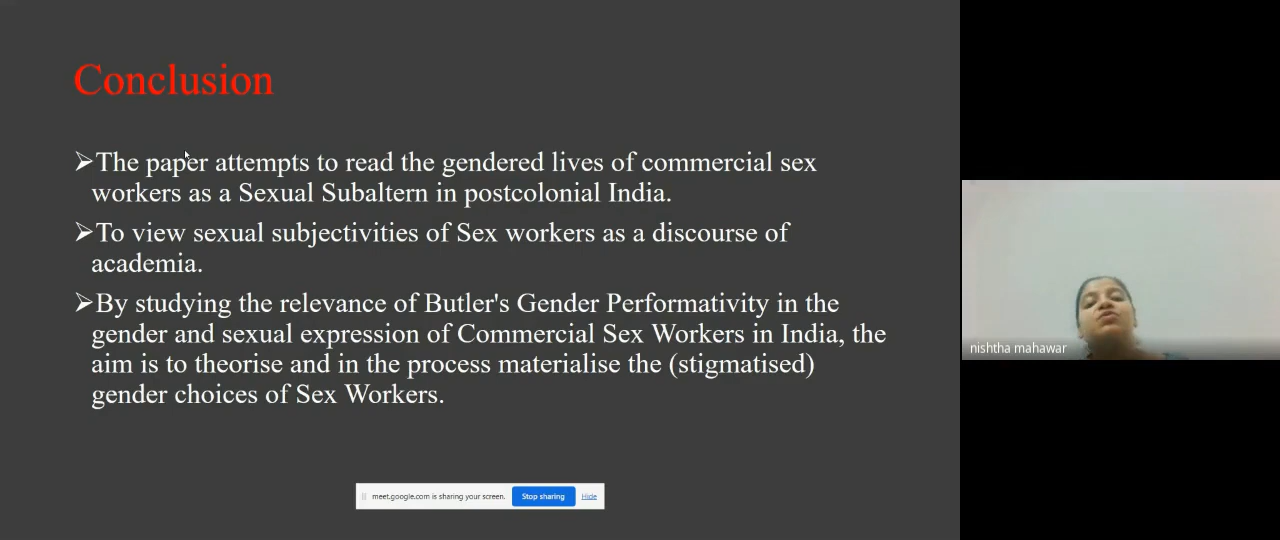 Conclusion
➢The paper attempts to read the gendered lives of commercial sex
workers as a Sexual Subaltern in postcolonial India.
➢To view sexual subjectivities of Sex workers as a discourse of
academia.
➢By studying the relevance of Butler's Gender Performativity in the
gender and sexual expression of Commercial Sex Workers in India, the
aim is to theorise and in the process materialise the (stigmatised)
gender choices of Sex Workers.
meet.google.com is sharing your screen. Stop sharing Hide
nishtha mahawar